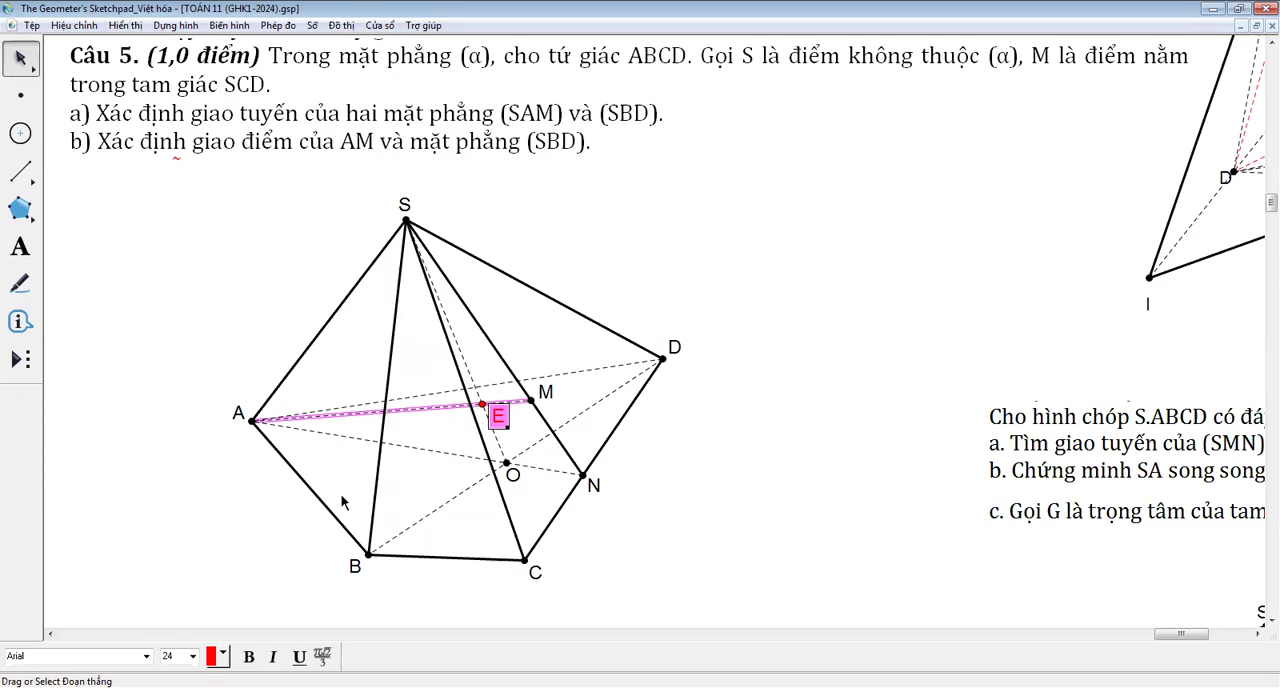 The Geometer's Sketchpad_Việt hóa - [TOÁN 11 (GHK1-2024).gsp]
Tệp Hiệu chỉnh Hiển thị Dựng hình Biến hình Phép đo Số Đồ thị Cửa sổ Trợ giúp
Câu 5. (1,0 điểm) Trong mặt phẳng (α), cho tứ giác ABCD. Gọi S là điểm không thuộc (α), M là điểm nằm
trong tam giác SCD.
a) Xác định giao tuyến của hai mặt phẳng (SAM) và (SBD).
b) Xác định giao điểm của AM và mặt phẳng (SBD).
D
S
I
D
M
A
E
O
N
B
C
Cho hình chóp S.ABCD có đá
a. Tìm giao tuyến của (SMN)
b. Chứng minh SA song song
c. Gọi G là trọng tâm của tam
S
A
Arial 24 B I U
Drag or Select Đoạn thẳng